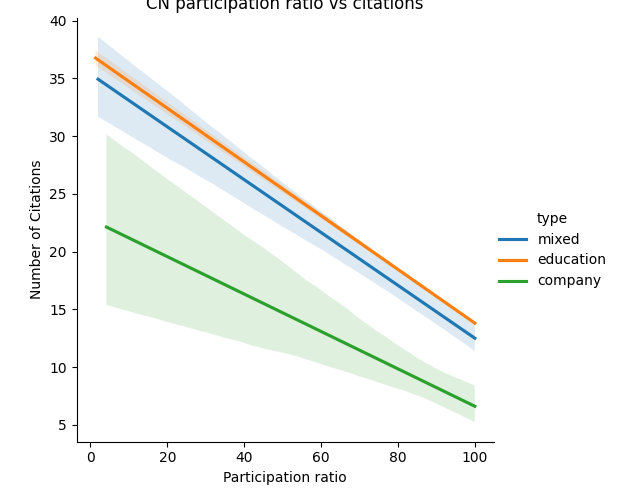 CN participation ratio vs citations
40
35
30
25
20
15
10
5
Number of Citations
0 20 40 60 80 100
Participation ratio
type
mixed
education
company